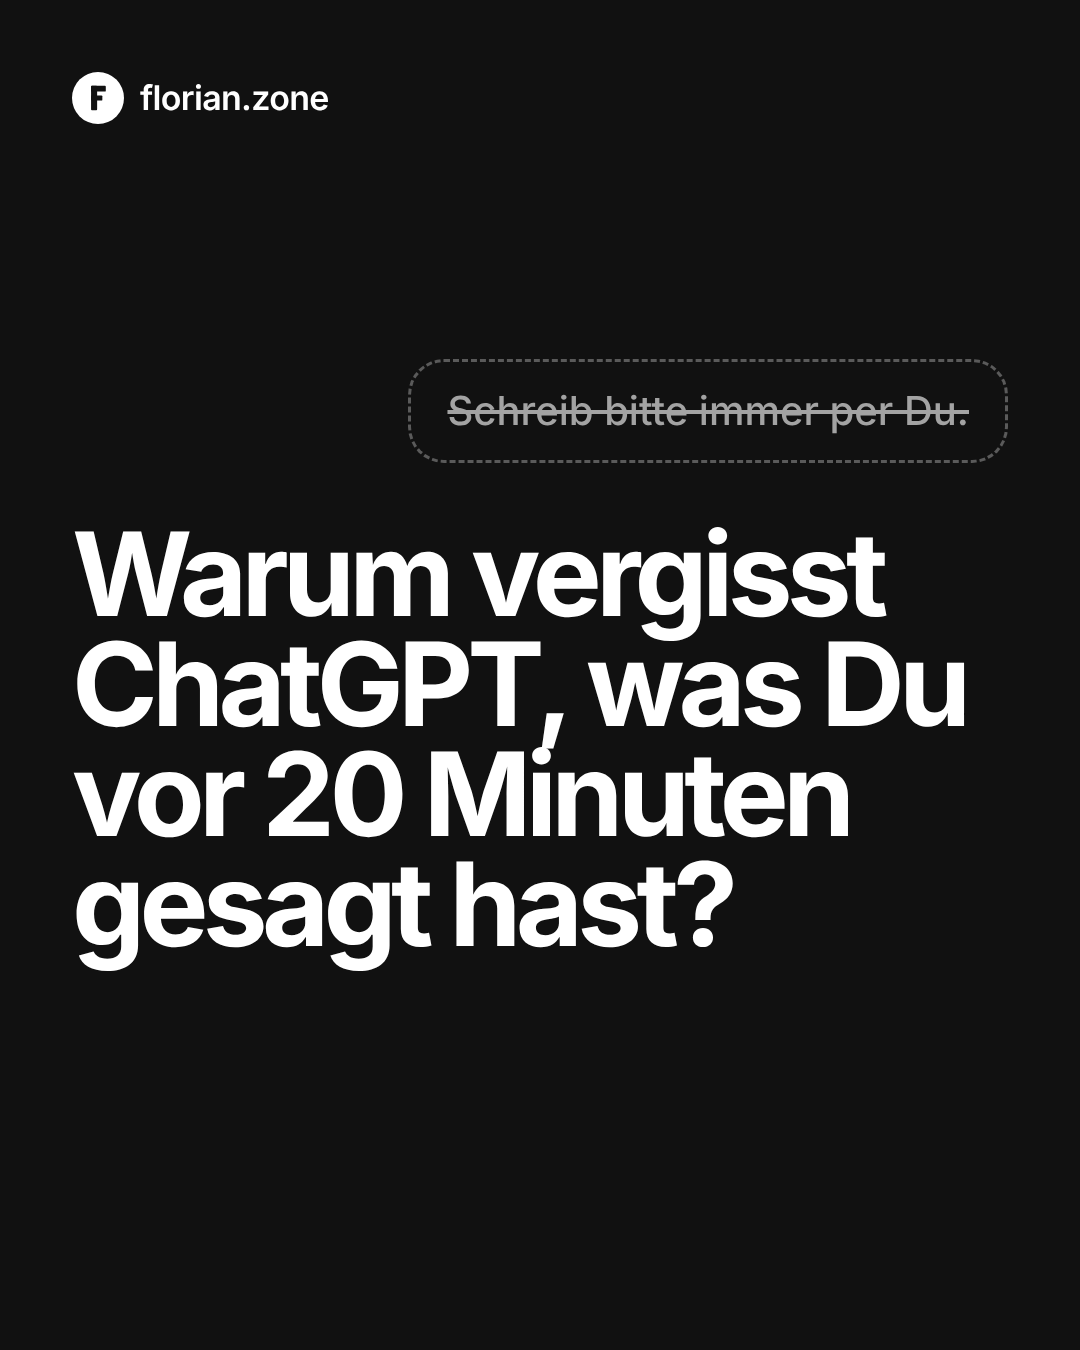 F florian.zone
Schreib bitte immer per Du.
Warum vergisst
ChatGPT, was Du
vor 20 Minuten
gesagt hast?